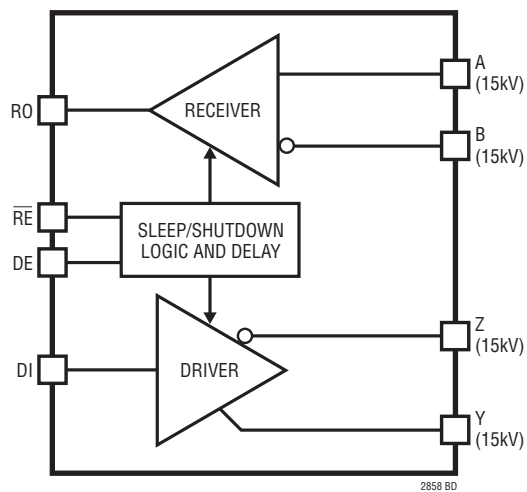 A
(15kV)
RO
RECEIVER
B
(15kV)
RE
SLEEP/SHUTDOWN
LOGIC AND DELAY
DE
Z
(15kV)
DI
DRIVER
Y
(15kV)
2858 BD